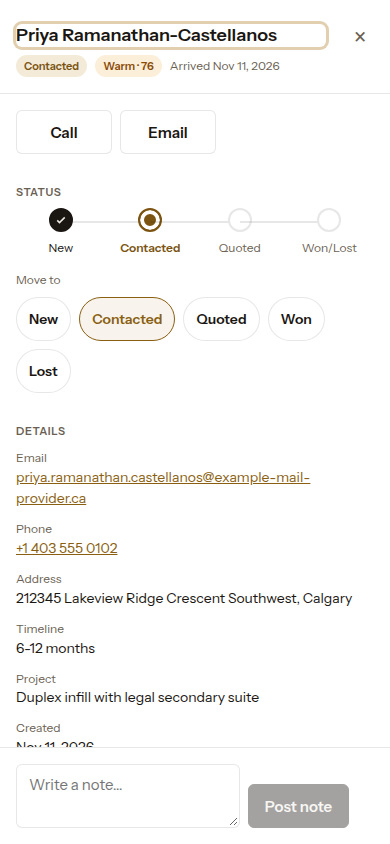 Priya Ramanathan-Castellanos
×
Contacted Warm · 76 Arrived Nov 11, 2026
Call Email
STATUS
New Contacted Quoted Won/Lost
Move to
New Contacted Quoted Won
Lost
DETAILS
Email
priya.ramanathan.castellanos@example-mail-
provider.ca
Phone
+1 403 555 0102
Address
212345 Lakeview Ridge Crescent Southwest, Calgary
Timeline
6-12 months
Project
Duplex infill with legal secondary suite
Created
Nov 11, 2026
Write a note...
Post note